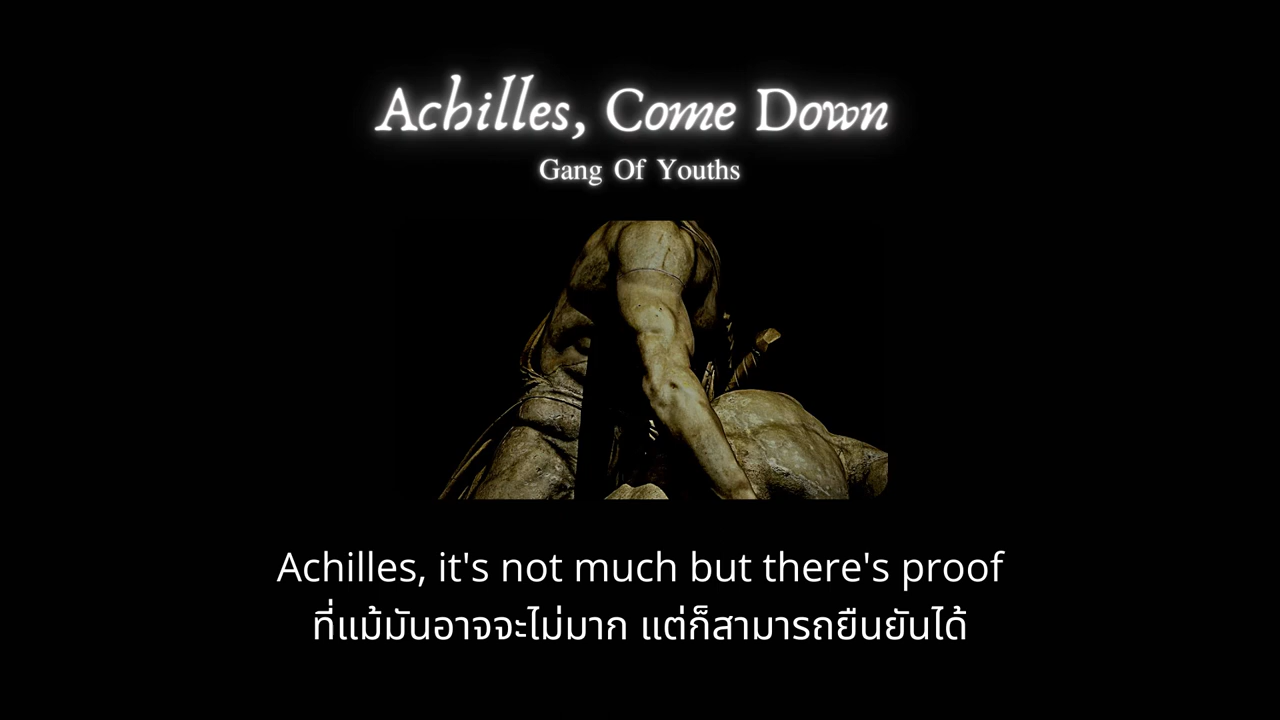 Achilles, Come Down
Gang Of Youths
Achilles, it's not much but there's proof
ที่แม้มันอาจจะไม่มาก แต่ก็สามารถยืนยันได้